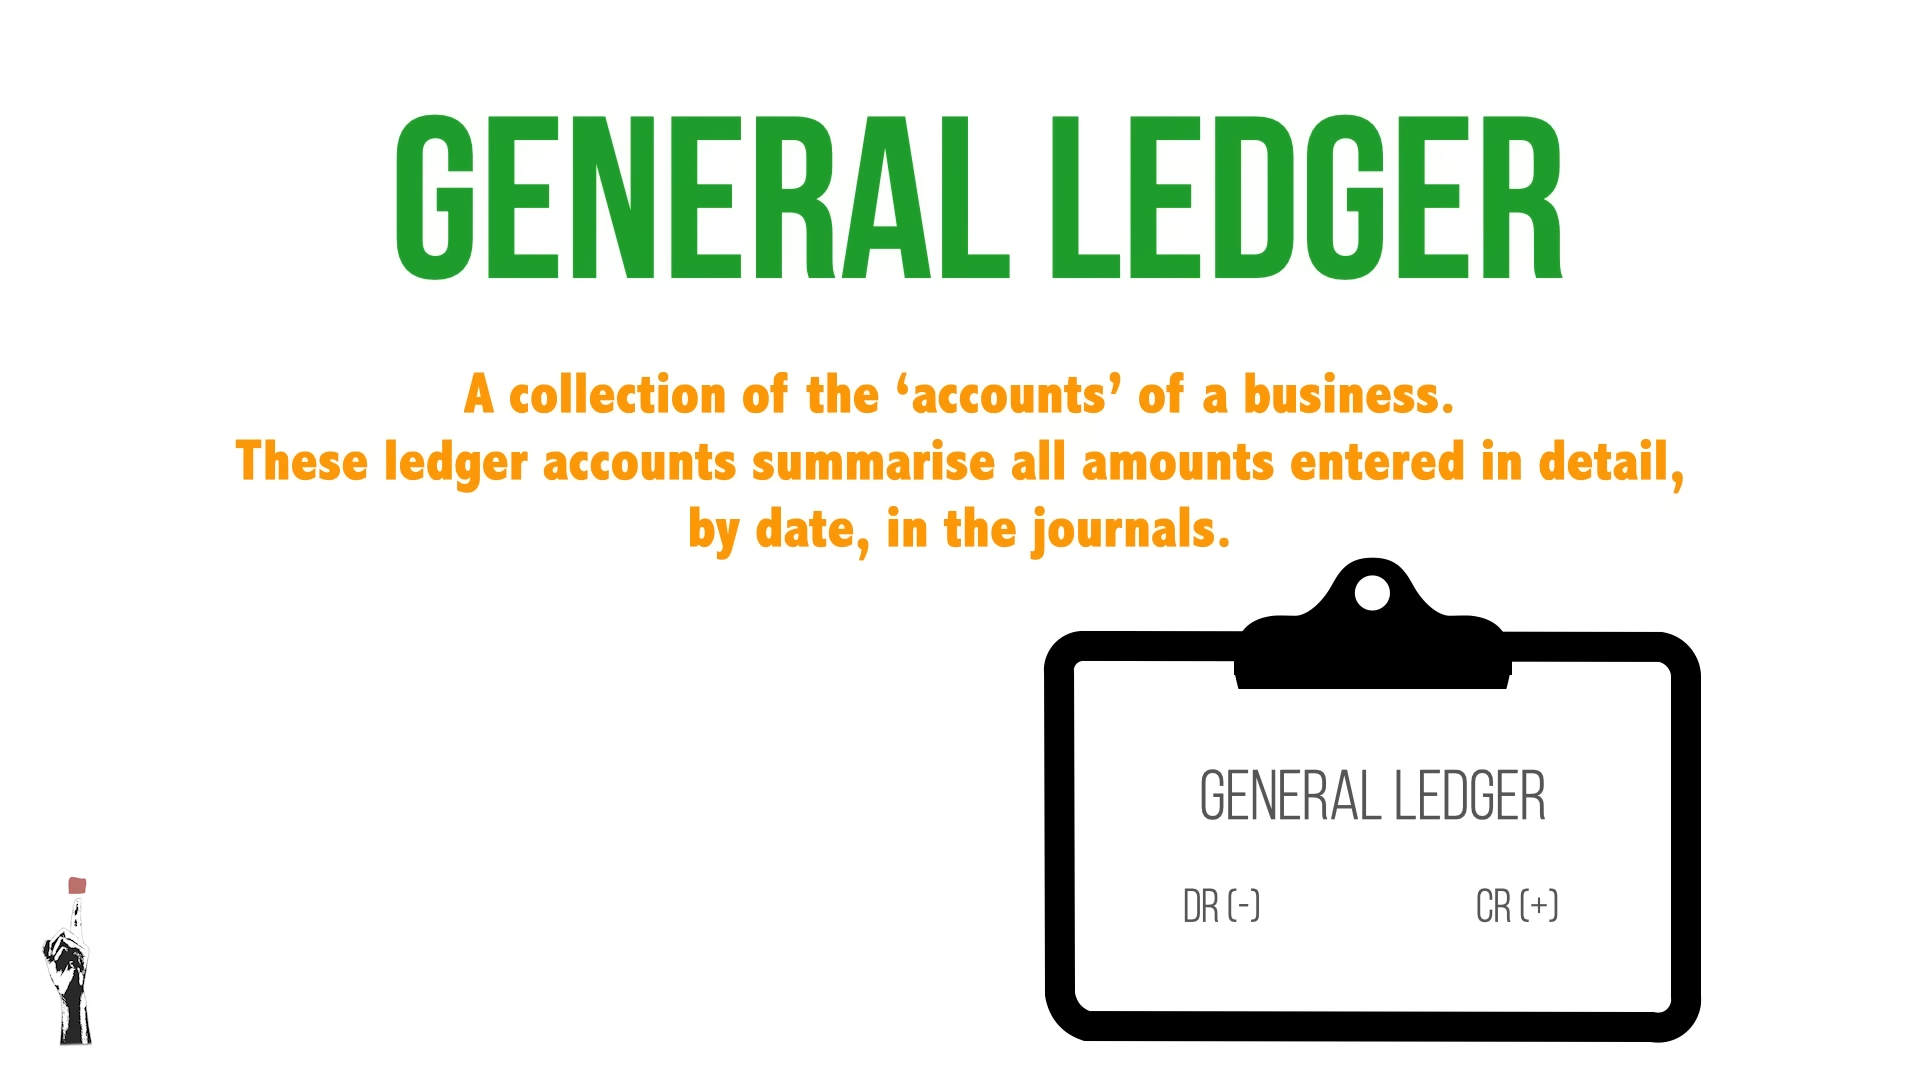 GENERAL LEDGER
A collection of the ‘accounts’ of a business.
These ledger accounts summarise all amounts entered in detail,
by date, in the journals.
GENERAL LEDGER
DR (-) CR (+)